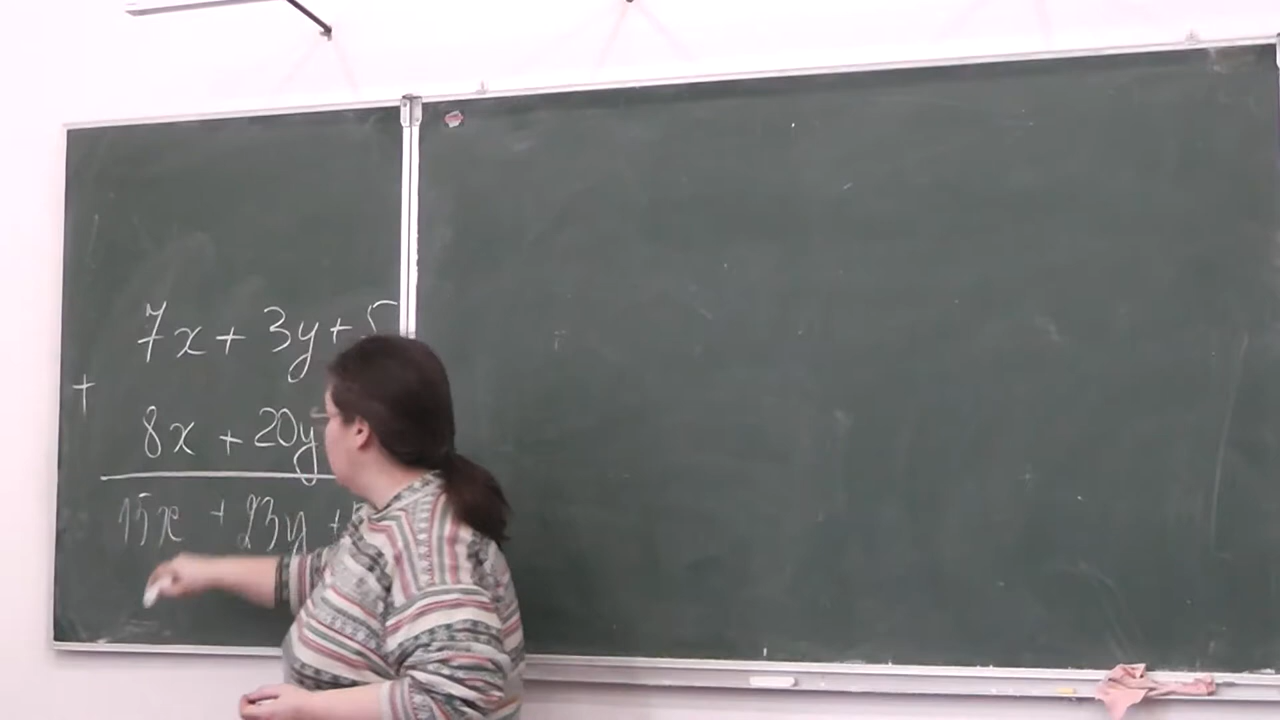 7x + 3y + 5
+
8x + 20y
15x + 23y +